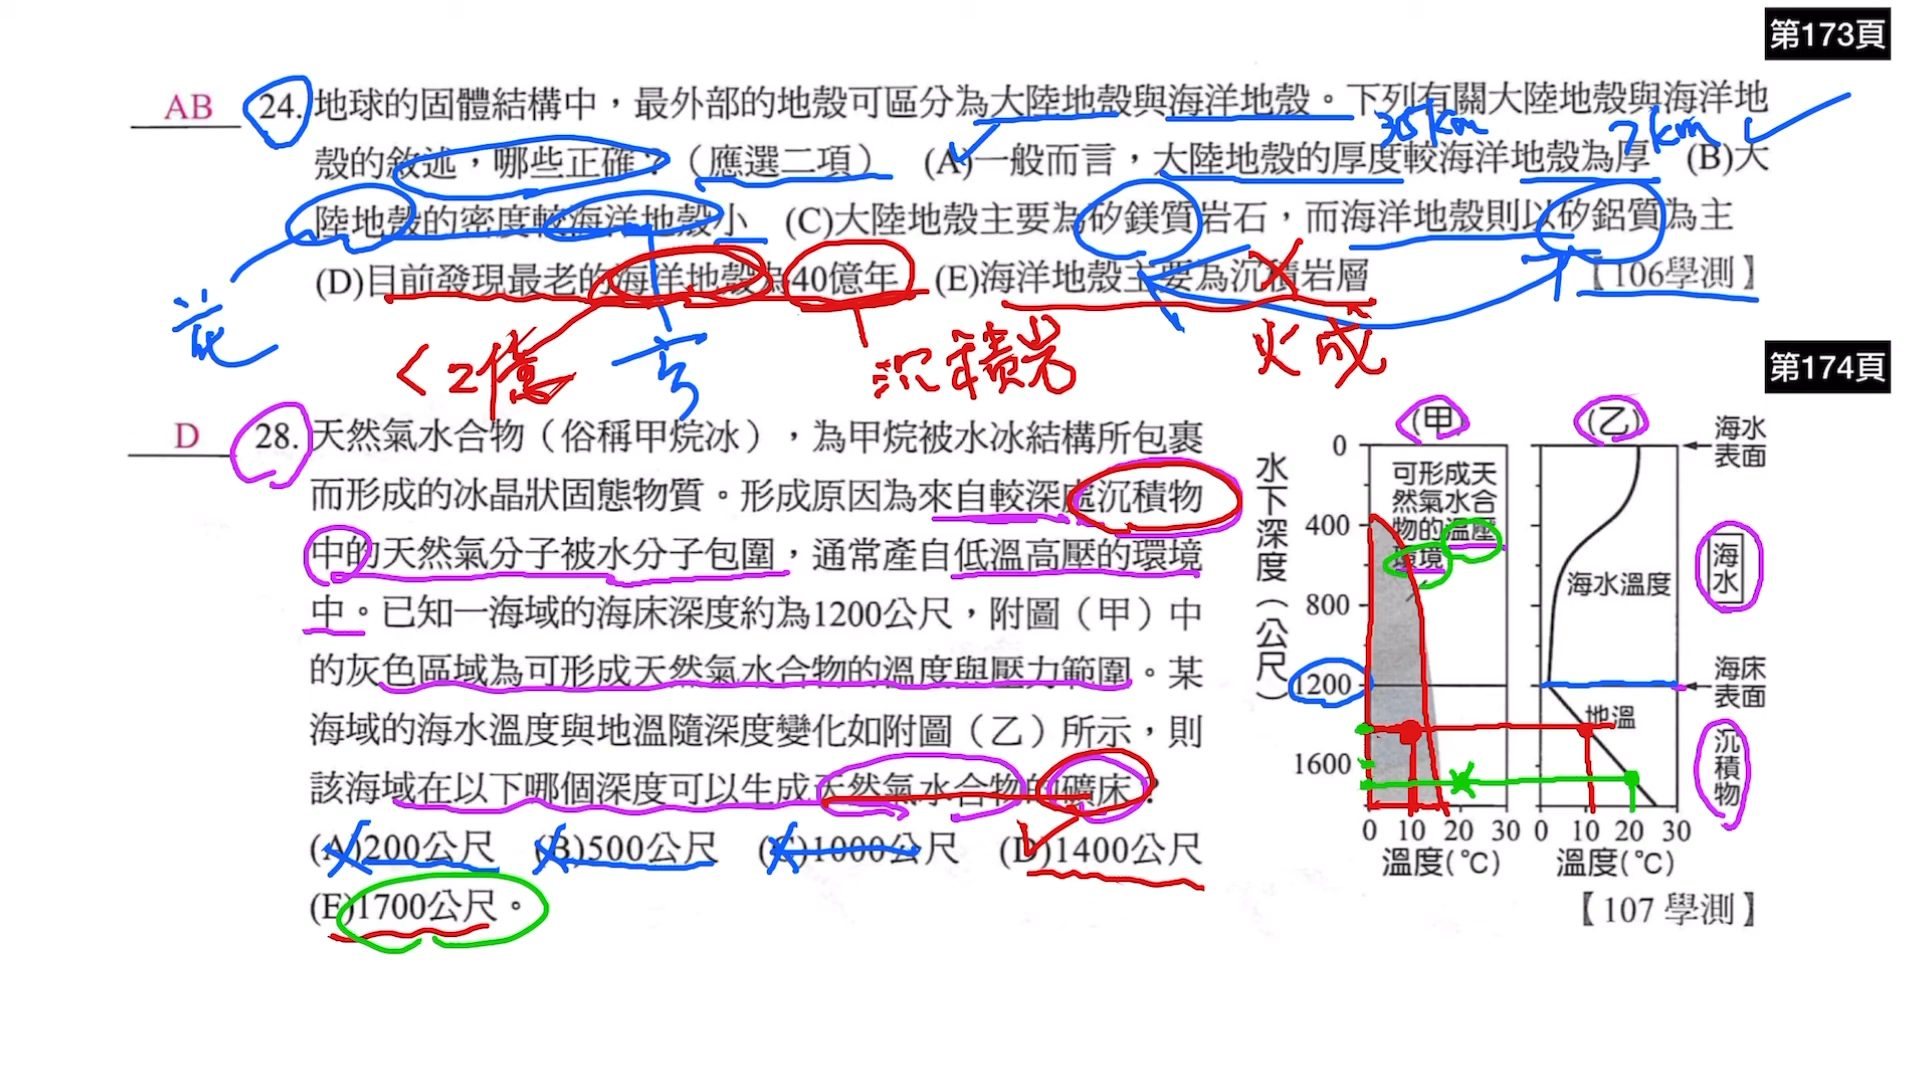 第173頁
AB 24. 地球的固體結構中，最外部的地殼可區分為大陸地殼與海洋地殼。下列有關大陸地殼與海洋地
35km 7km
殼的敘述，哪些正確？（應選二項） (A)一般而言，大陸地殼的厚度較海洋地殼為厚 (B)大
陸地殼的密度較海洋地殼小 (C)大陸地殼主要為矽鎂質岩石，而海洋地殼則以矽鋁質為主
(D)目前發現最老的海洋地殼為40億年 (E)海洋地殼主要為沉積岩層 【106學測】
花 <2億 玄 沉積岩 火成
第174頁
D 28. 天然氣水合物（俗稱甲烷冰），為甲烷被水冰結構所包裹
而形成的冰晶狀固態物質。形成原因為來自較深處沉積物
中的天然氣分子被水分子包圍，通常產自低溫高壓的環境
中。已知一海域的海床深度約為1200公尺，附圖（甲）中
的灰色區域為可形成天然氣水合物的溫度與壓力範圍。某
海域的海水溫度與地溫隨深度變化如附圖（乙）所示，則
該海域在以下哪個深度可以生成天然氣水合物的礦床？
(A)200公尺 (B)500公尺 (C)1000公尺 (D)1400公尺
(E)1700公尺。
(甲) (乙)
水下深度（公尺）
0
400
800
1200
1600
可形成天
然氣水合
物的溫壓
環境
0 10 20 30
溫度(℃)
海水溫度
地溫
0 10 20 30
溫度(℃)
海水
表面
海水
海床
表面
沉積物
【107 學測】